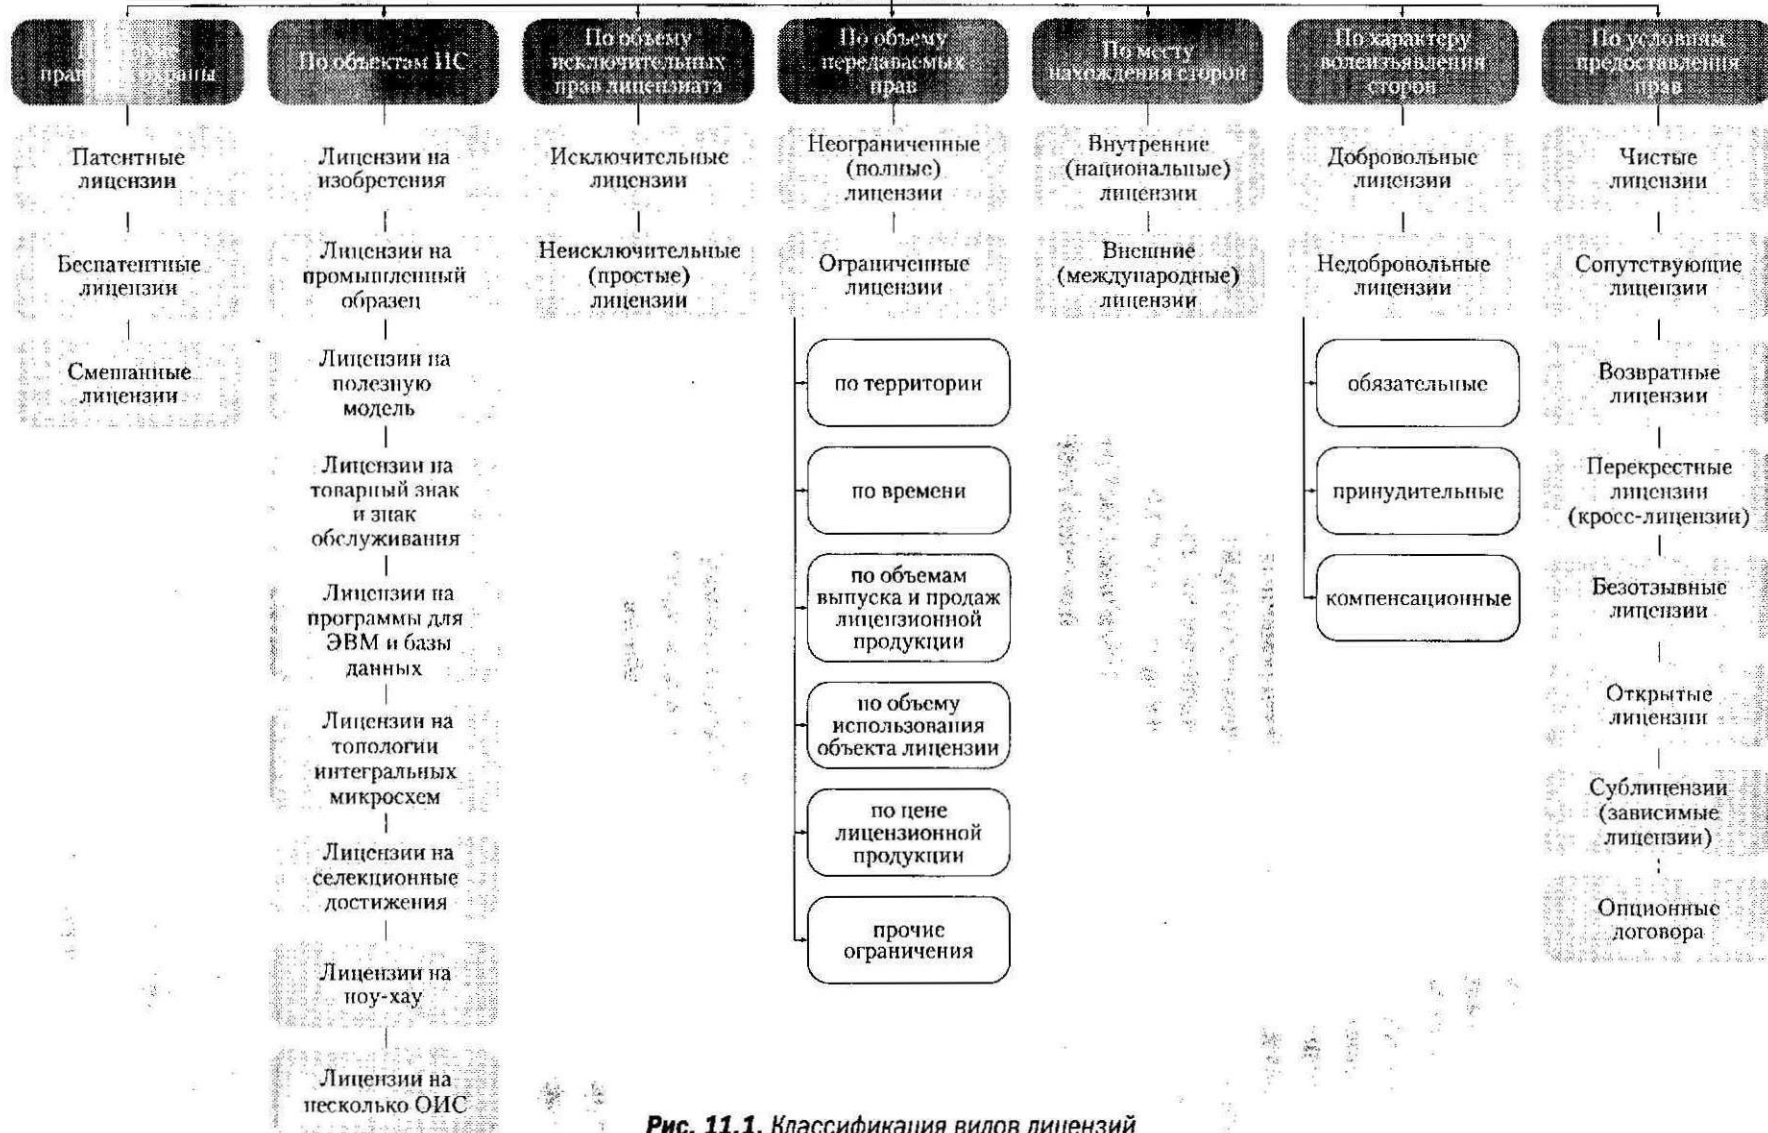 охраны
По объектам ИС
По объему
исключительных
прав лицензиата
По объему
передаваемых
прав
По месту
нахождения сторон
По характеру
волеизъявления
сторон
По условиям
предоставления
прав
Патентные
лицензии
Беспатентные
лицензии
Смешанные
лицензии
Лицензии на
изобретения
Лицензии на
промышленный
образец
Лицензии на
полезную
модель
Лицензии на
товарный знак
и знак
обслуживания
Лицензии на
программы для
ЭВМ и базы
данных
Лицензии на
топологии
интегральных
микросхем
Лицензии на
селекционные
достижения
Лицензии на
ноу-хау
Лицензии на
несколько ОИС
Исключительные
лицензии
Неисключительные
(простые)
лицензии
Неограниченные
(полные)
лицензии
Ограниченные
лицензии
по территории
по времени
по объемам
выпуска и продаж
лицензионной
продукции
по объему
использования
объекта лицензии
по цене
лицензионной
продукции
прочие
ограничения
Внутренние
(национальные)
лицензии
Внешние
(международные)
лицензии
Добровольные
лицензии
Недобровольные
лицензии
обязательные
принудительные
компенсационные
Чистые
лицензии
Сопутствующие
лицензии
Возвратные
лицензии
Перекрестные
лицензии
(кросс-лицензии)
Безотзывные
лицензии
Открытые
лицензии
Сублицензии
(зависимые
лицензии)
Опционные
договора
Рис. 11.1. Классификация видов лицензий